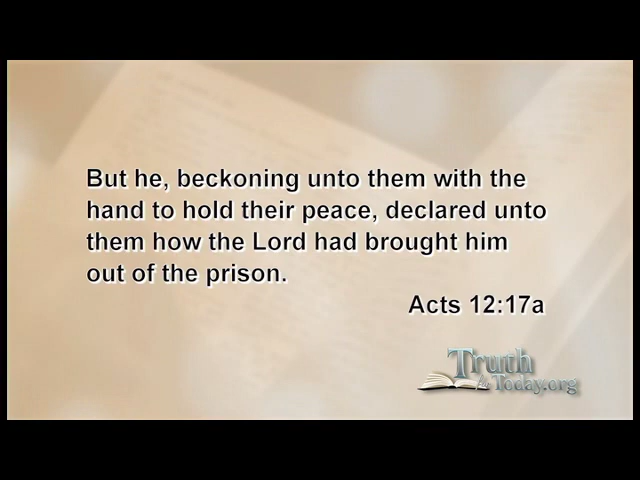 But he, beckoning unto them with the
hand to hold their peace, declared unto
them how the Lord had brought him
out of the prison.
Acts 12:17a
Truth
for Today.org